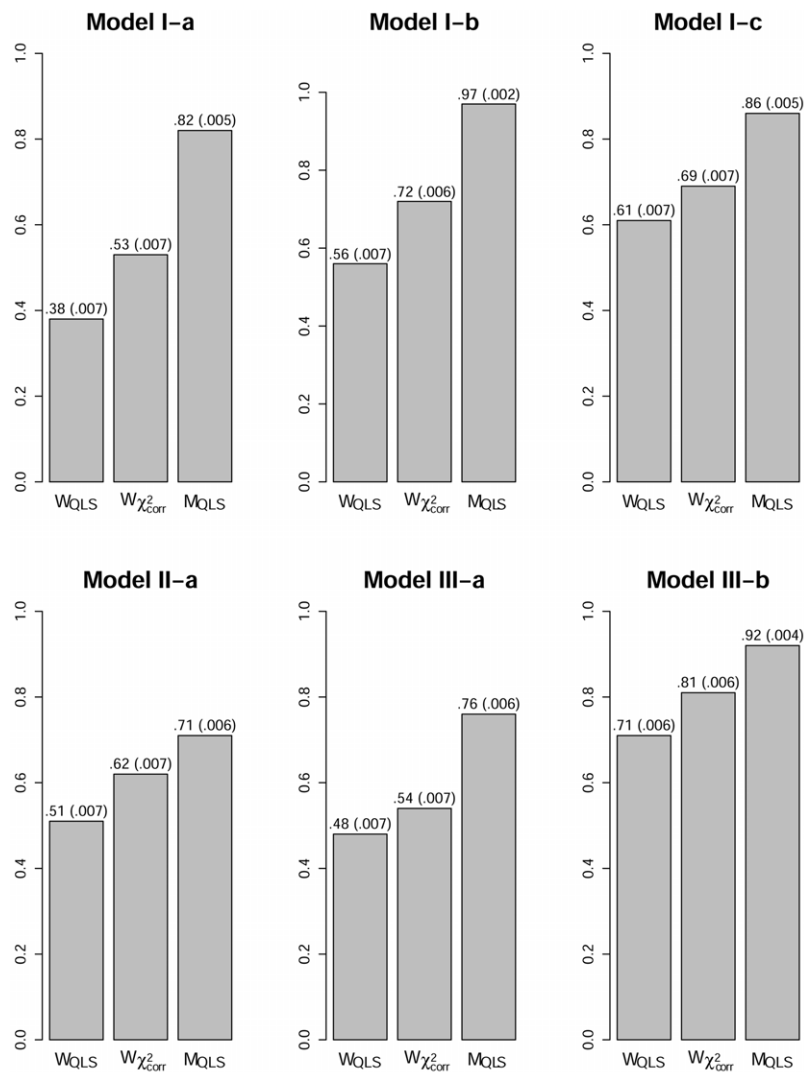 Model I–a
Model I–b
Model I–c
1.0
0.8
0.6
0.4
0.2
0.0
.38 (.007)
.53 (.007)
.82 (.005)
WQLS
Wχ²corr
MQLS
1.0
0.8
0.6
0.4
0.2
0.0
.56 (.007)
.72 (.006)
.97 (.002)
WQLS
Wχ²corr
MQLS
1.0
0.8
0.6
0.4
0.2
0.0
.61 (.007)
.69 (.007)
.86 (.005)
WQLS
Wχ²corr
MQLS
Model II–a
Model III–a
Model III–b
1.0
0.8
0.6
0.4
0.2
0.0
.51 (.007)
.62 (.007)
.71 (.006)
WQLS
Wχ²corr
MQLS
1.0
0.8
0.6
0.4
0.2
0.0
.48 (.007)
.54 (.007)
.76 (.006)
WQLS
Wχ²corr
MQLS
1.0
0.8
0.6
0.4
0.2
0.0
.71 (.006)
.81 (.006)
.92 (.004)
WQLS
Wχ²corr
MQLS